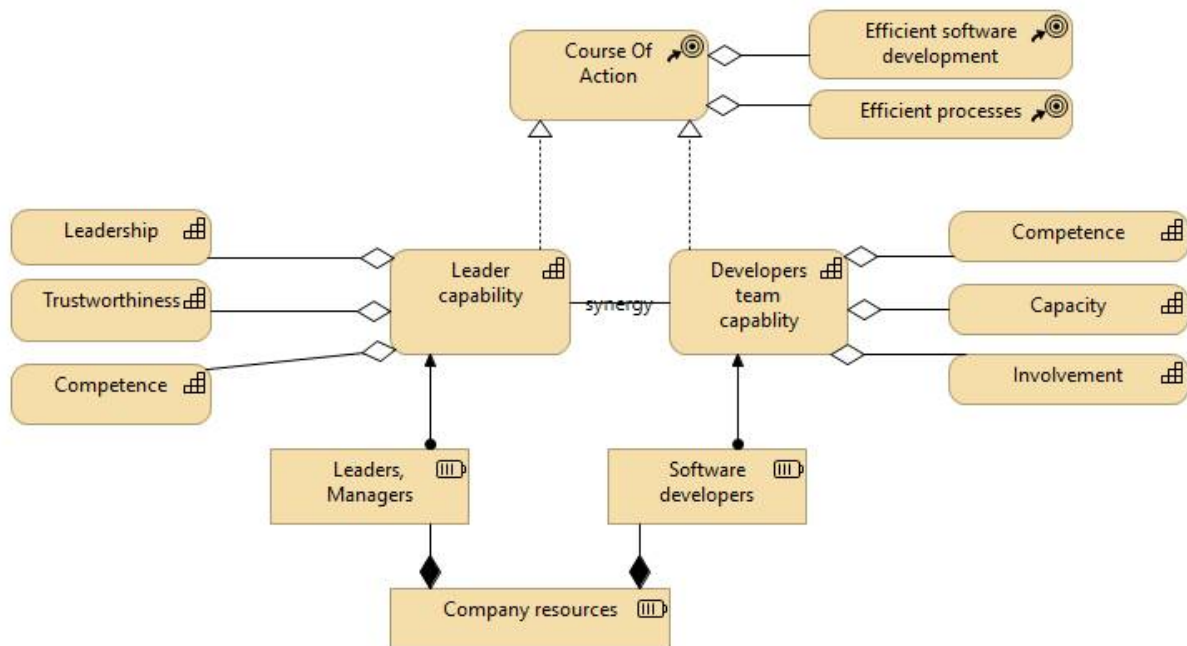 Course Of
Action
Efficient software
development
Efficient processes
Leadership
Trustworthiness
Competence
Leader
capability
synergy
Developers
team
capablity
Competence
Capacity
Involvement
Leaders,
Managers
Software
developers
Company resources